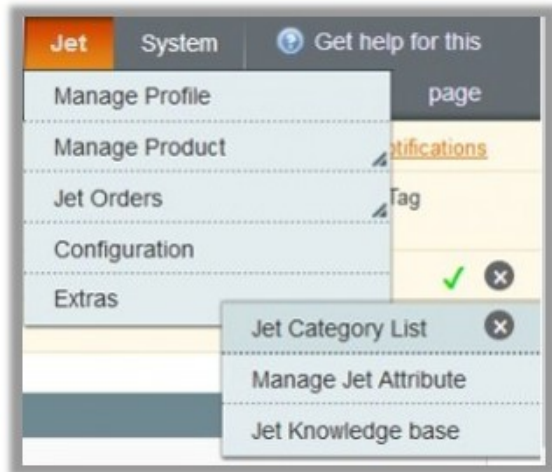 Jet System Get help for this
page
Manage Profile
Manage Product
Jet Orders
Configuration
Extras
Tag
Jet Category List
Manage Jet Attribute
Jet Knowledge base